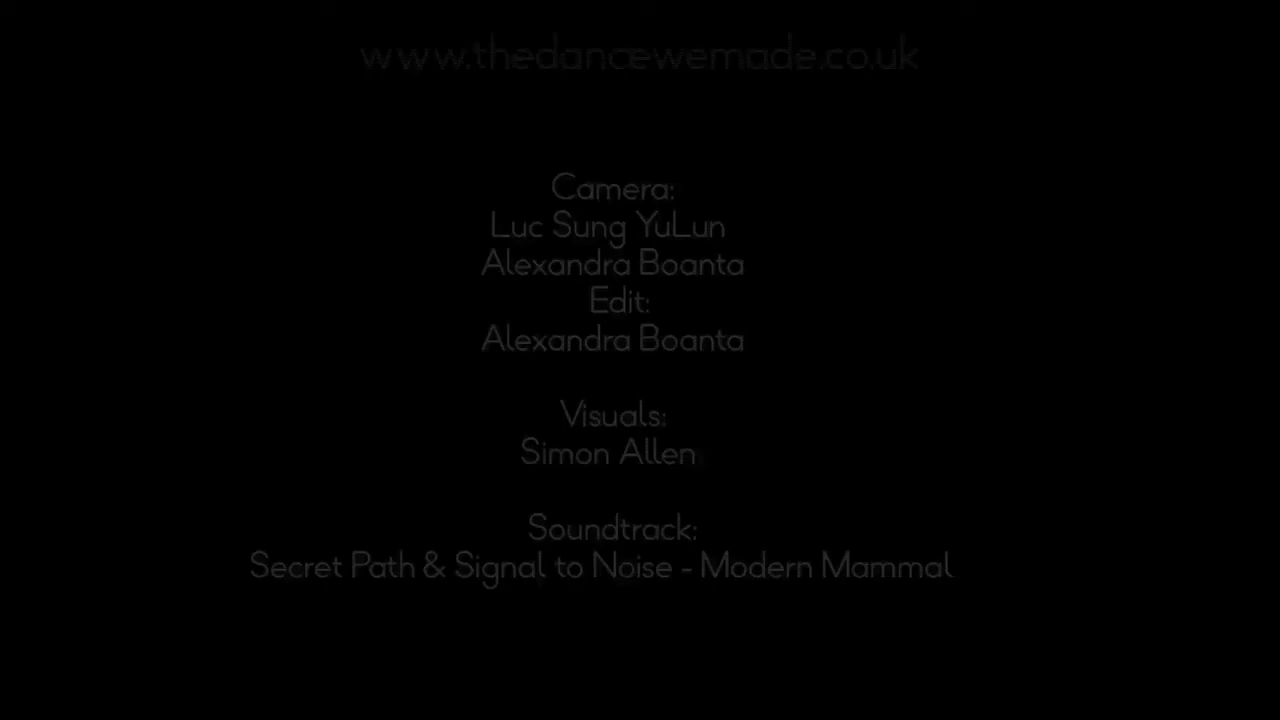 www.thedancewemade.co.uk
Camera:
Luc Sung YuLun
Alexandra Boanta
Edit:
Alexandra Boanta
Visuals:
Simon Allen
Soundtrack:
Secret Path & Signal to Noise - Modern Mammal